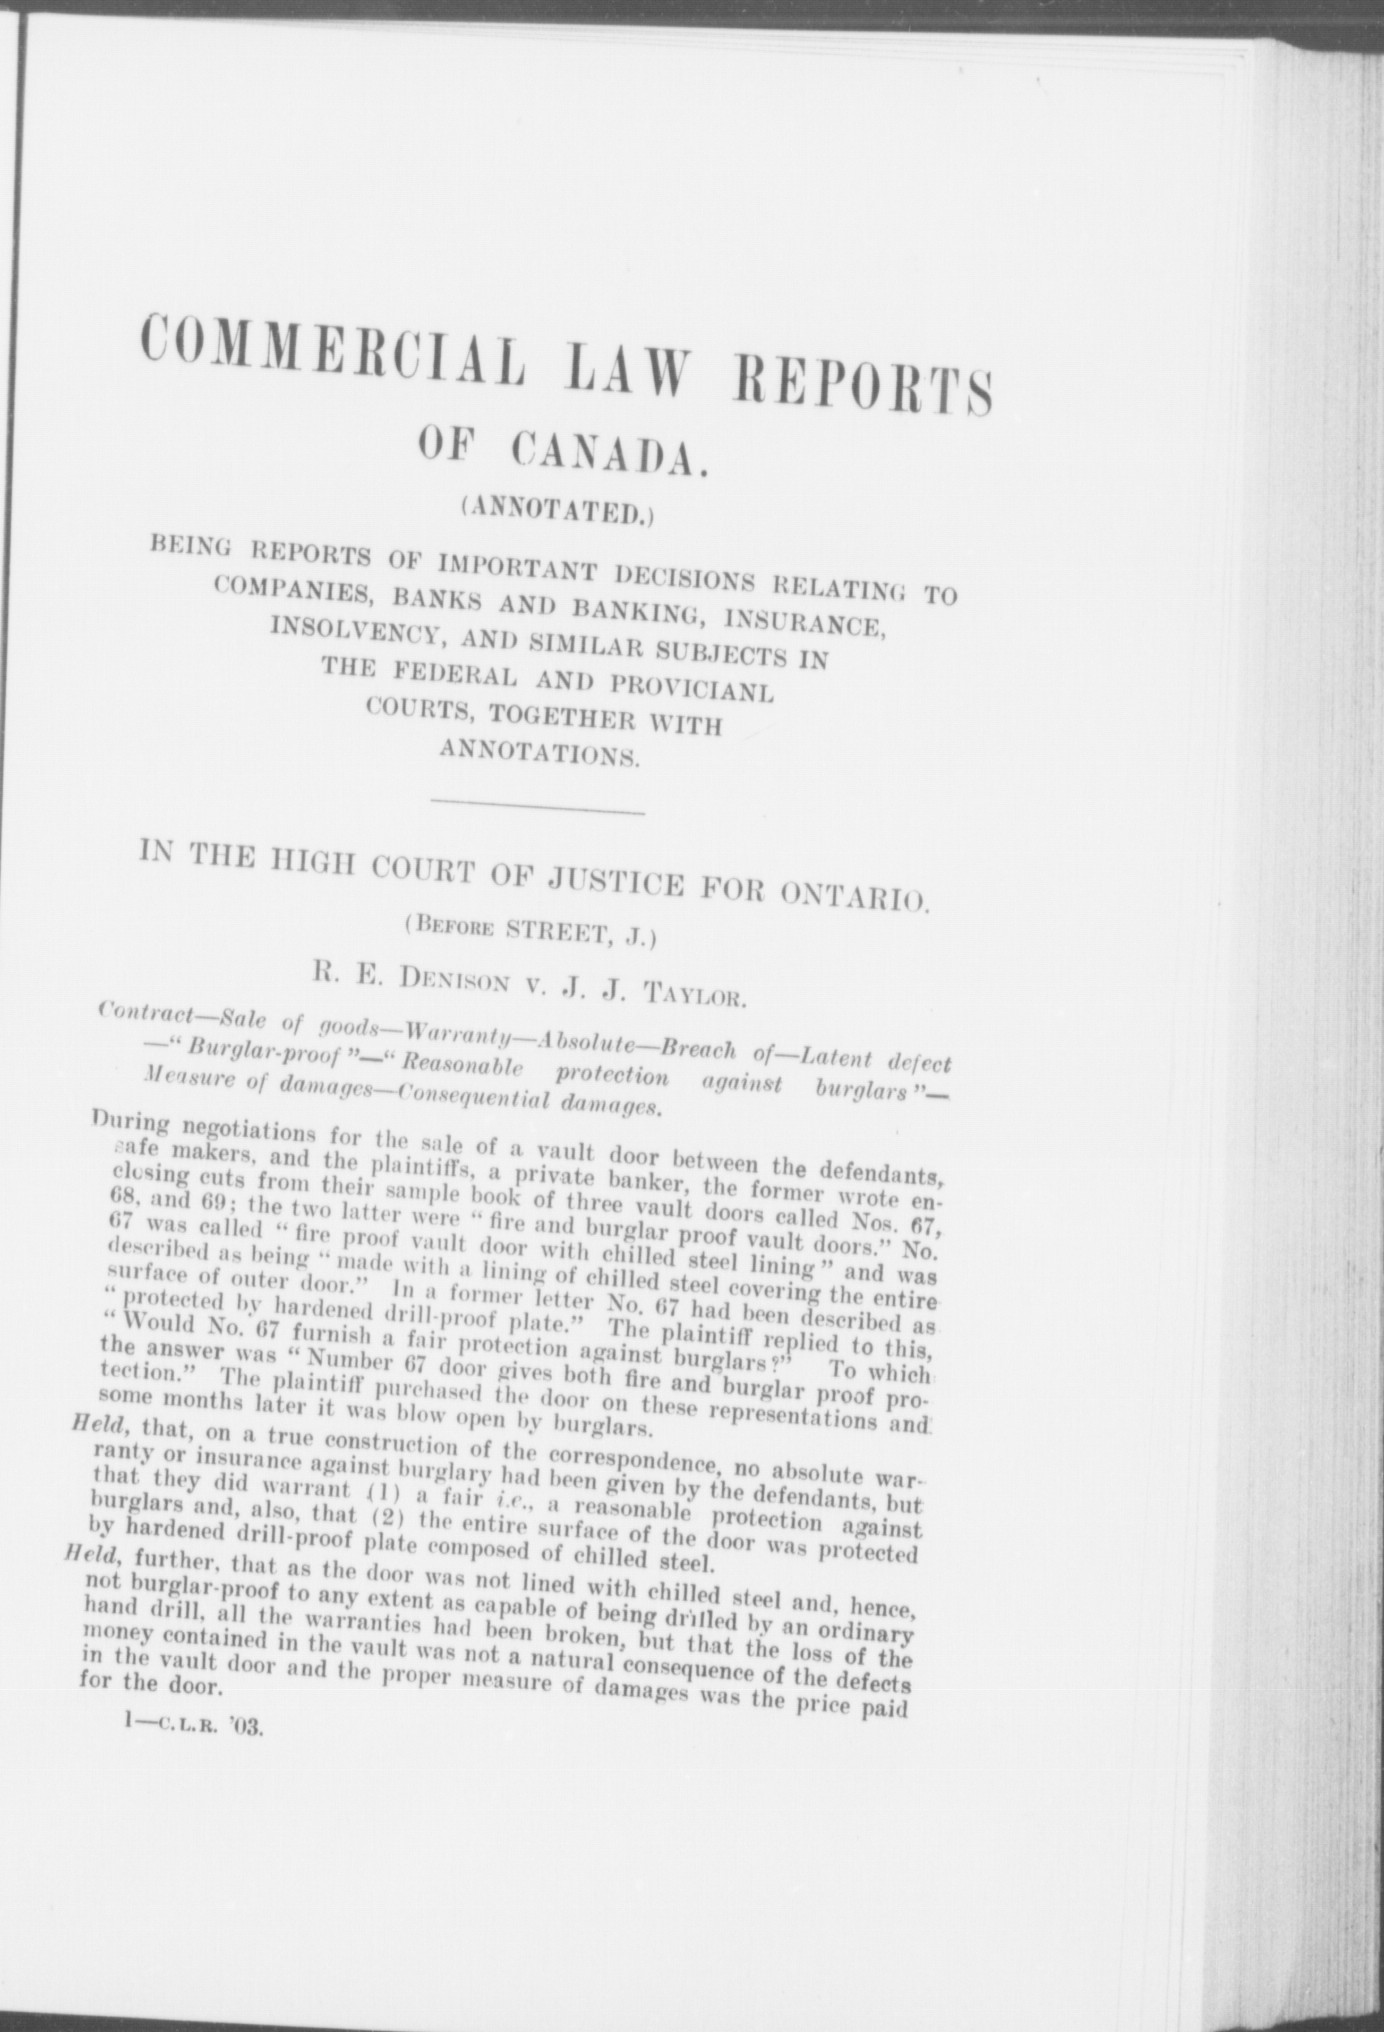 COMMERCIAL LAW REPORTS
OF CANADA.
(ANNOTATED.)
BEING REPORTS OF IMPORTANT DECISIONS RELATING TO
COMPANIES, BANKS AND BANKING, INSURANCE,
INSOLVENCY, AND SIMILAR SUBJECTS IN
THE FEDERAL AND PROVICIANL
COURTS, TOGETHER WITH
ANNOTATIONS.
IN THE HIGH COURT OF JUSTICE FOR ONTARIO.
(BEFORE STREET, J.)
R. E. DENISON V. J. J. TAYLOR.
Contract—Sale of goods—Warranty—Absolute—Breach of—Latent defect
—“Burglar-proof”—“Reasonable protection against burglars”—
Measure of damages—Consequential damages.
During negotiations for the sale of a vault door between the defendants,
safe makers, and the plaintiffs, a private banker, the former wrote en-
closing cuts from their sample book of three vault doors called Nos. 67,
68, and 69; the two latter were “fire and burglar proof vault doors.” No.
67 was called “fire proof vault door with chilled steel lining” and was
described as being “made with a lining of chilled steel covering the entire
surface of outer door.” In a former letter No. 67 had been described as
“protected by hardened drill-proof plate.” The plaintiff replied to this,
“Would No. 67 furnish a fair protection against burglars?” To which
the answer was “Number 67 door gives both fire and burglar proof pro-
tection.” The plaintiff purchased the door on these representations and
some months later it was blow open by burglars.
Held, that, on a true construction of the correspondence, no absolute war-
ranty or insurance against burglary had been given by the defendants, but
that they did warrant (1) a fair i.e., a reasonable protection against
burglars and, also, that (2) the entire surface of the door was protected
by hardened drill-proof plate composed of chilled steel.
Held, further, that as the door was not lined with chilled steel and, hence,
not burglar-proof to any extent as capable of being drilled by an ordinary
hand drill, all the warranties had been broken, but that the loss of the
money contained in the vault was not a natural consequence of the defects
in the vault door and the proper measure of damages was the price paid
for the door.
1—C.L.R. ’03.